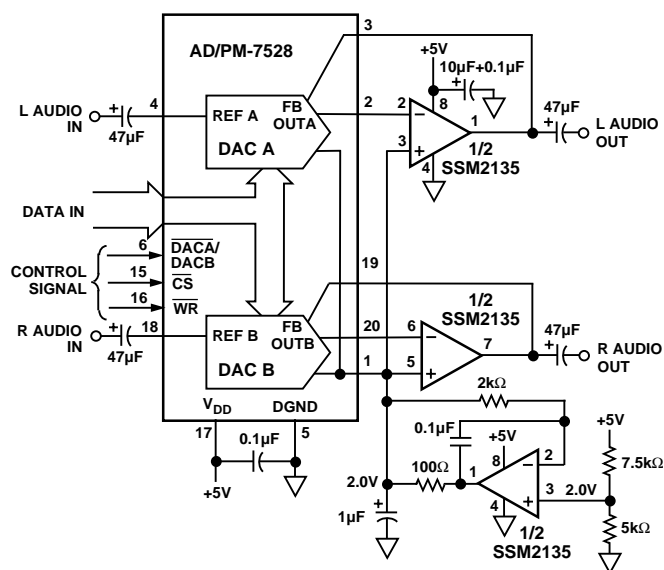 3
AD/PM-7528
+5V
10µF+0.1µF
FB
4
REF A
OUTA
2
2
8
L AUDIO
IN
47µF
–
1
47µF
L AUDIO
OUT
DAC A
3
+
1/2
SSM2135
4
DATA IN
6
DACA/
DACB
19
CONTROL
SIGNAL
15
CS
16
WR
1/2
SSM2135
FB
R AUDIO
IN
18
REF B
OUTB
20
6
–
7
47µF
R AUDIO
OUT
47µF
DAC B
1
5
+
2kΩ
VDD
DGND
17
0.1µF
5
+5V
0.1µF
+5V
+5V
8
2
–
7.5kΩ
100Ω
1
2.0V
3
2.0V
+
4
1µF
5kΩ
1/2
SSM2135